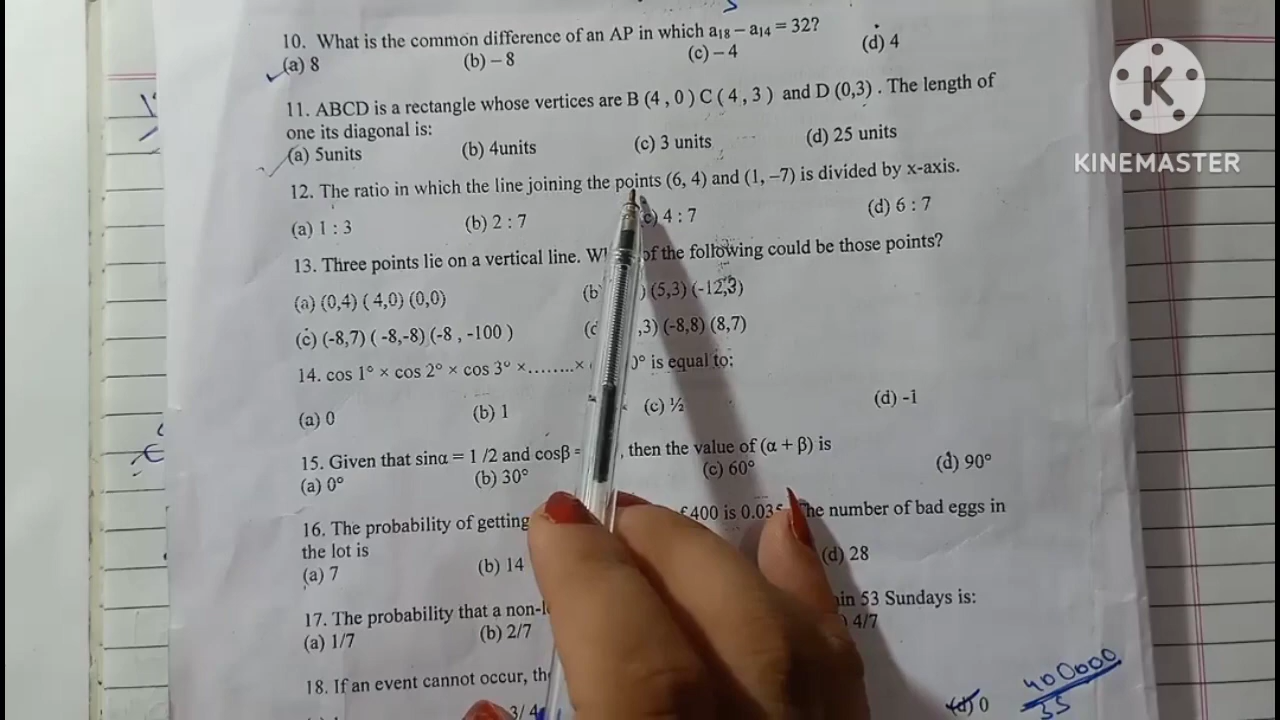 10. What is the common difference of an AP in which a₁₈ – a₁₄ = 32?
(a) 8 (b) – 8 (c) – 4 (d) 4
11. ABCD is a rectangle whose vertices are B (4 , 0 ) C ( 4 , 3 ) and D (0,3) . The length of
one its diagonal is:
(a) 5units (b) 4units (c) 3 units (d) 25 units
12. The ratio in which the line joining the points (6, 4) and (1, –7) is divided by x-axis.
(a) 1 : 3 (b) 2 : 7 (c) 4 : 7 (d) 6 : 7
13. Three points lie on a vertical line. of the following could be those points?
(a) (0,4) ( 4,0) (0,0) (b ) (5,3) (-12,3)
(c) (-8,7) ( -8,-8) (-8 , -100 ) ,3) (-8,8) (8,7)
14. cos 1° × cos 2° × cos 3° ×……..× 0° is equal to:
(a) 0 (b) 1 (c) ½ (d) -1
15. Given that sinα = 1 /2 and cosβ = , then the value of (α + β) is
(a) 0° (b) 30° (c) 60° (d) 90°
16. The probability of getting 400 is 0.035. The number of bad eggs in
the lot is
(a) 7 (b) 14 (d) 28
17. The probability that a 53 Sundays is:
(a) 1/7 (b) 2/7 4/7
18. If an event cannot occur,
3/ 4 (d) 0
400000
35
KINEMASTER